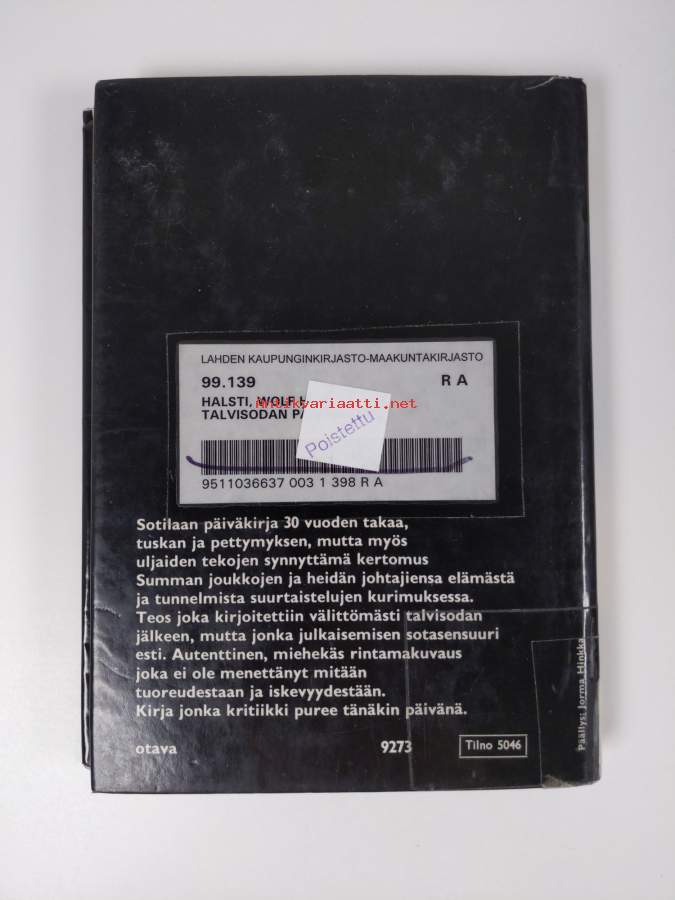 LAHDEN KAUPUNGINKIRJASTO-MAAKUNTAKIRJASTO
99.139 R A
HALSTI, WOLF H
antikvariaatti.net
TALVISODAN PÄ
Poistettu
9511036637 003 1 398 R A
Sotilaan päiväkirja 30 vuoden takaa,
tuskan ja pettymyksen, mutta myös
uljaiden tekojen synnyttämä kertomus
Summan joukkojen ja heidän johtajiensa elämästä
ja tunnelmista suurtaistelujen kurimuksessa.
Teos joka kirjoitettiin välittömästi talvisodan
jälkeen, mutta jonka julkaisemisen sotasensuuri
esti. Autenttinen, miehekäs rintamakuvaus
joka ei ole menettänyt mitään
tuoreudestaan ja iskevyydestään.
Kirja jonka kritiikki puree tänäkin päivänä.
otava 9273 Tilno 5046
Päällys: Jorma Hinkka